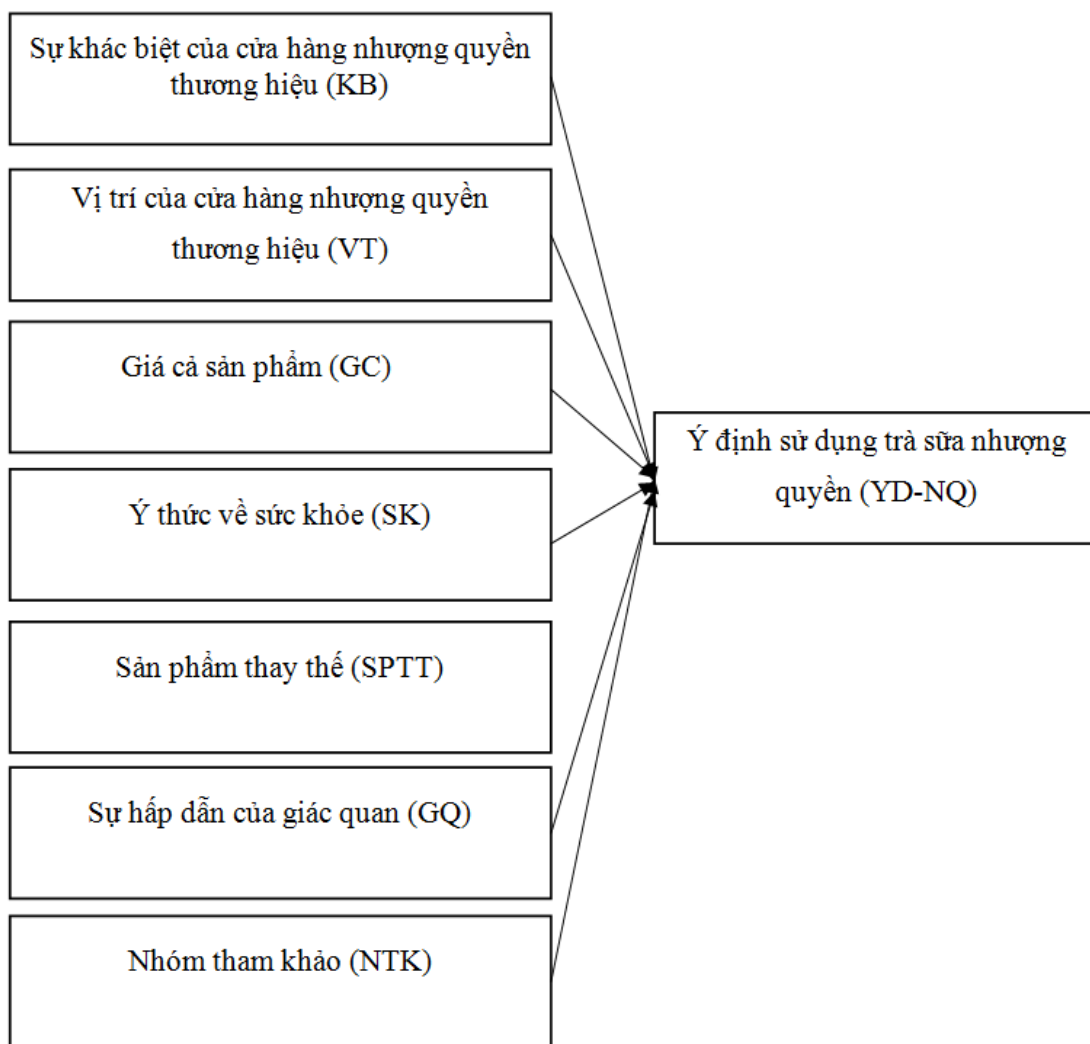 Sự khác biệt của cửa hàng nhượng quyền
thương hiệu (KB)
Vị trí của cửa hàng nhượng quyền
thương hiệu (VT)
Giá cả sản phẩm (GC)
Ý thức về sức khỏe (SK)
Sản phẩm thay thế (SPTT)
Sự hấp dẫn của giác quan (GQ)
Nhóm tham khảo (NTK)
Ý định sử dụng trà sữa nhượng
quyền (YD-NQ)